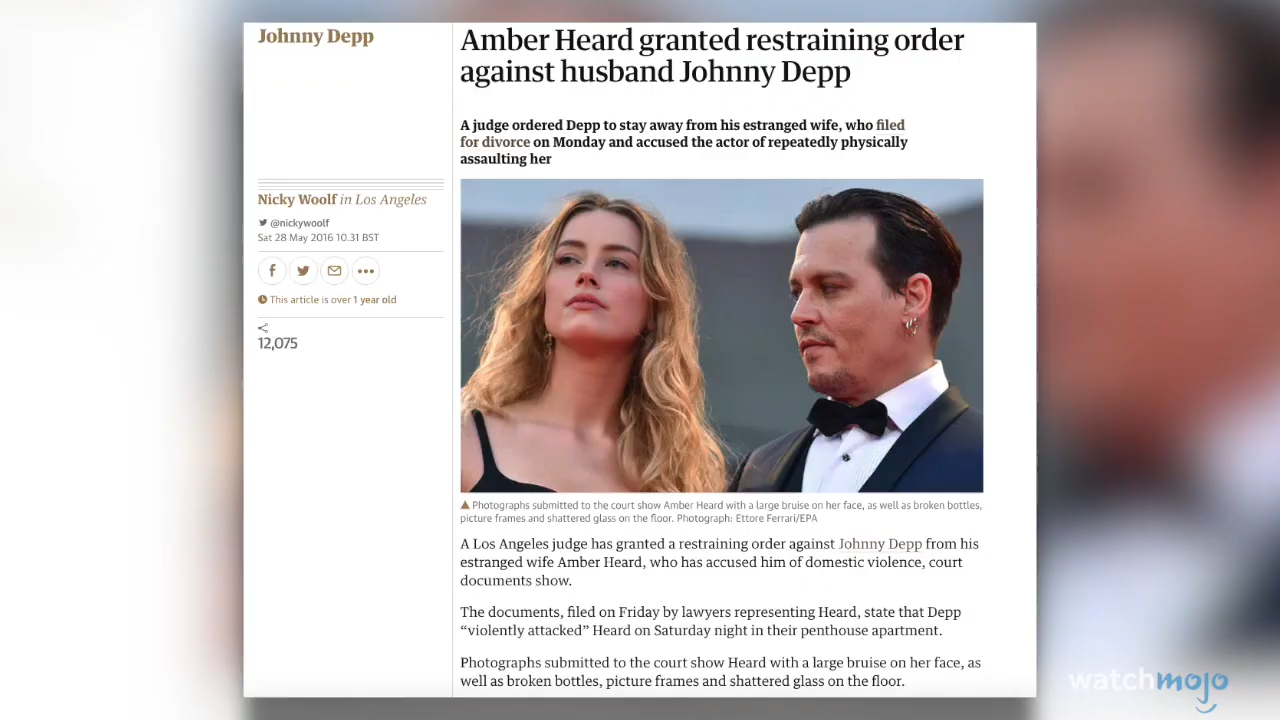 Johnny Depp
Amber Heard granted restraining order
against husband Johnny Depp
A judge ordered Depp to stay away from his estranged wife, who filed
for divorce on Monday and accused the actor of repeatedly physically
assaulting her
Nicky Woolf in Los Angeles
@nickywoolf
Sat 28 May 2016 10.31 BST
This article is over 1 year old
12,075
Photographs submitted to the court show Amber Heard with a large bruise on her face, as well as broken bottles,
picture frames and shattered glass on the floor. Photograph: Ettore Ferrari/EPA
A Los Angeles judge has granted a restraining order against Johnny Depp from his
estranged wife Amber Heard, who has accused him of domestic violence, court
documents show.
The documents, filed on Friday by lawyers representing Heard, state that Depp
“violently attacked” Heard on Saturday night in their penthouse apartment.
Photographs submitted to the court show Heard with a large bruise on her face, as
well as broken bottles, picture frames and shattered glass on the floor.
watchmojo